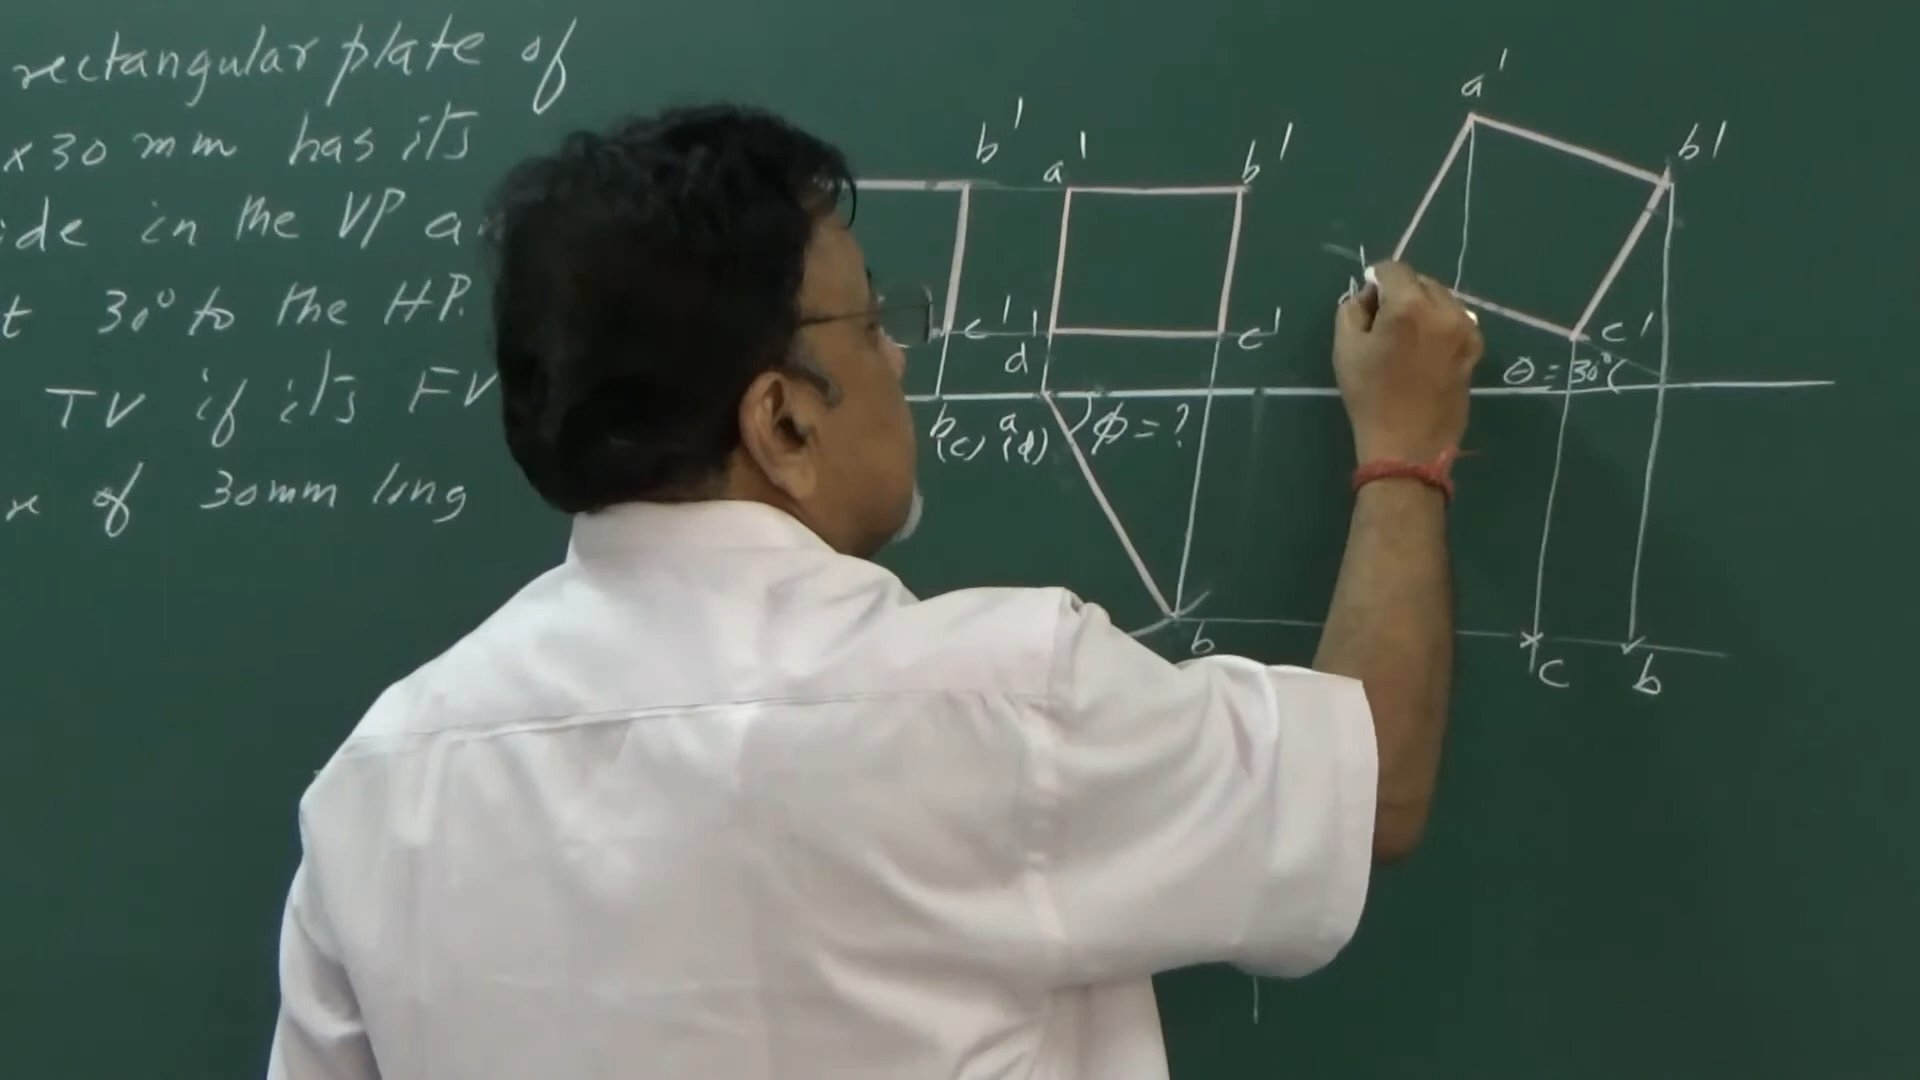 rectangular plate of
x 30 mm has its
ide in the VP a
t 30° to the HP.
TV if its FV
of 30mm long
b'
a'
b'
c'
d'
c'
b
(c)
a
(d)
φ = ?
b
a'
b'
d'
c'
θ = 30°
c
b